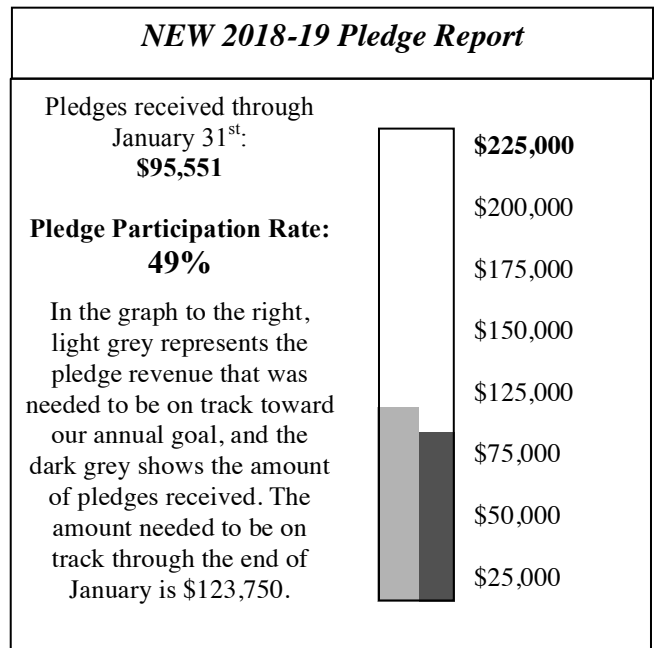 NEW 2018-19 Pledge Report
Pledges received through
January 31st:
$95,551
Pledge Participation Rate:
49%
In the graph to the right,
light grey represents the
pledge revenue that was
needed to be on track toward
our annual goal, and the
dark grey shows the amount
of pledges received. The
amount needed to be on
track through the end of
January is $123,750.
$225,000
$200,000
$175,000
$150,000
$125,000
$75,000
$50,000
$25,000